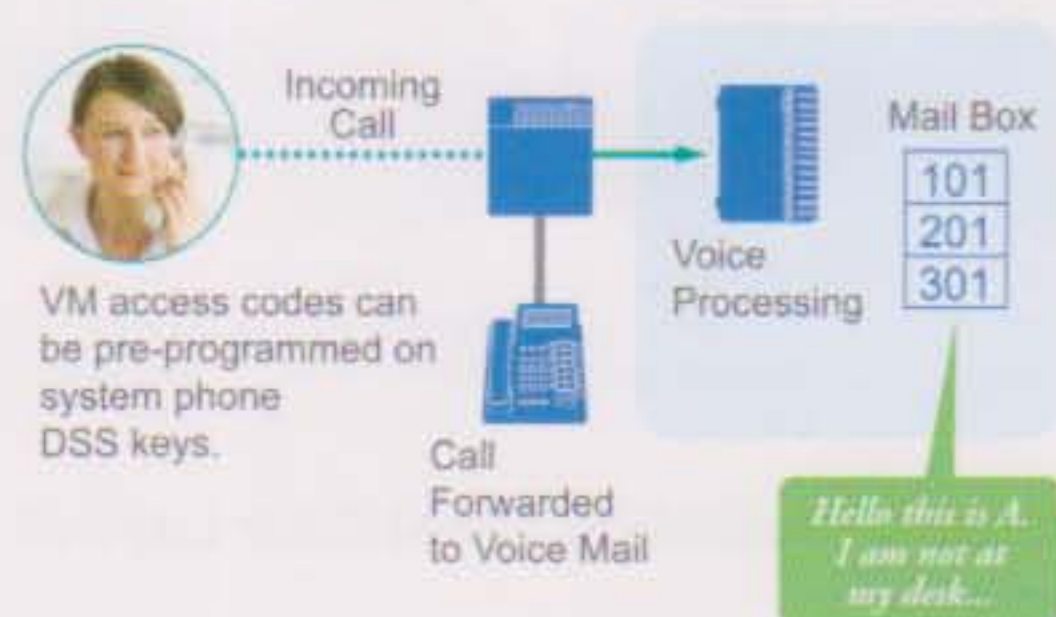 Incoming
Call
Mail Box
101
201
301
Voice
Processing
VM access codes can
be pre-programmed on
system phone
DSS keys.
Call
Forwarded
to Voice Mail
Hello this is A.
I am not at
my desk...